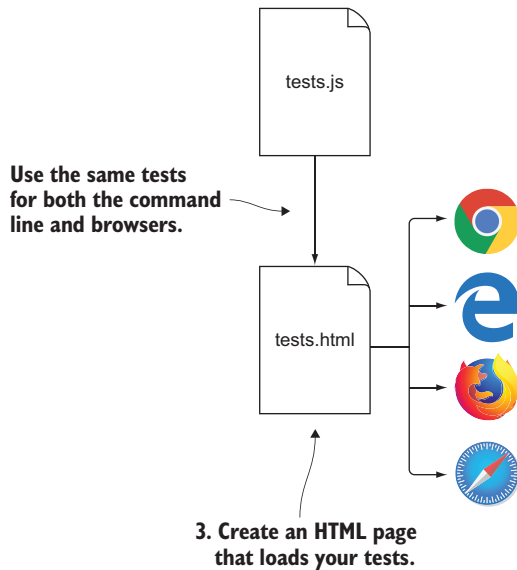 tests.js
Use the same tests
for both the command
line and browsers.
tests.html
3. Create an HTML page
that loads your tests.